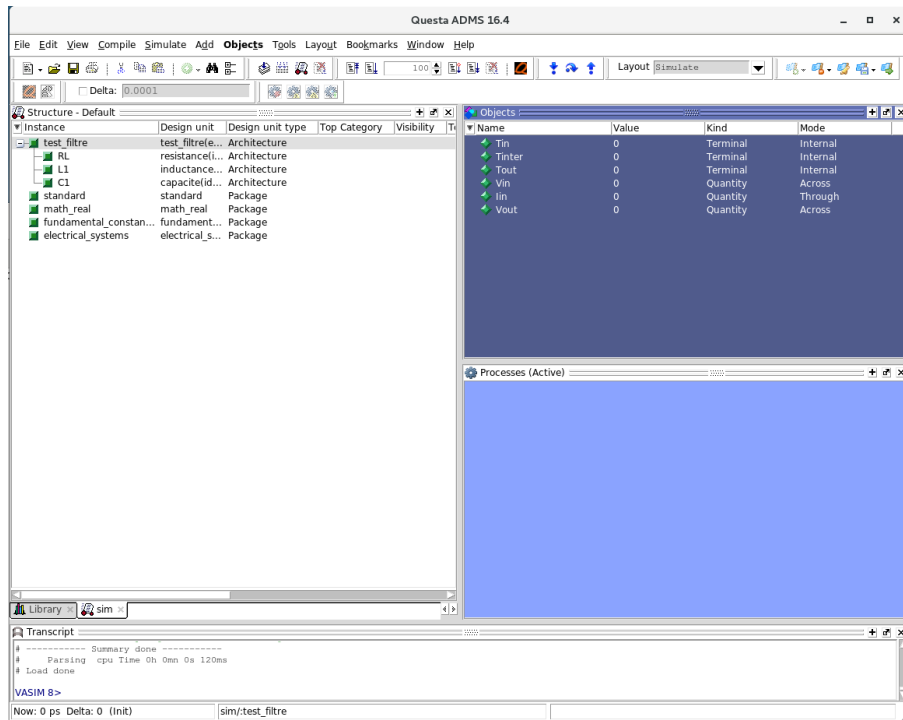 Questa ADMS 16.4
File Edit View Compile Simulate Add Objects Tools Layout Bookmarks Window Help
100 Layout Simulate
Delta: 0.0001
Structure - Default
Instance Design unit Design unit type Top Category Visibility
test_filtre test_filtre(e... Architecture
RL resistance(i... Architecture
L1 inductance... Architecture
C1 capacite(id... Architecture
standard standard Package
math_real math_real Package
fundamental_constan... fundament... Package
electrical_systems electrical_s... Package
Objects
Name Value Kind Mode
Tin 0 Terminal Internal
Tinter 0 Terminal Internal
Tout 0 Terminal Internal
Vin 0 Quantity Across
Iin 0 Quantity Through
Vout 0 Quantity Across
Processes (Active)
Library sim
Transcript
# ----------- Summary done -----------
# Parsing cpu Time 0h 0mn 0s 120ms
# Load done
VASIM 8>
Now: 0 ps Delta: 0 (Init) sim/:test_filtre